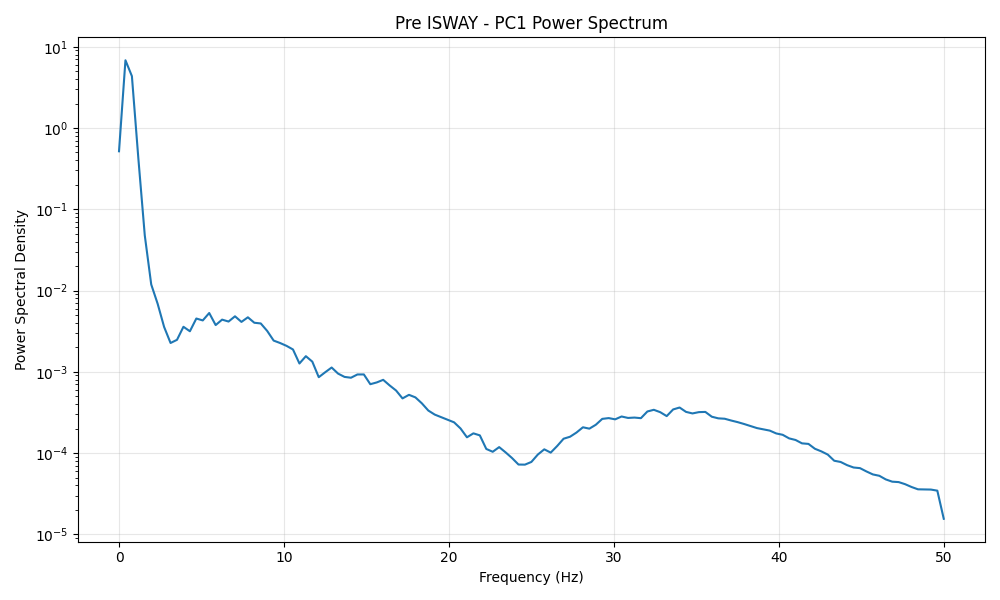 Pre ISWAY - PC1 Power Spectrum
Power Spectral Density
10¹
10⁰
10⁻¹
10⁻²
10⁻³
10⁻⁴
10⁻⁵
0 10 20 30 40 50
Frequency (Hz)